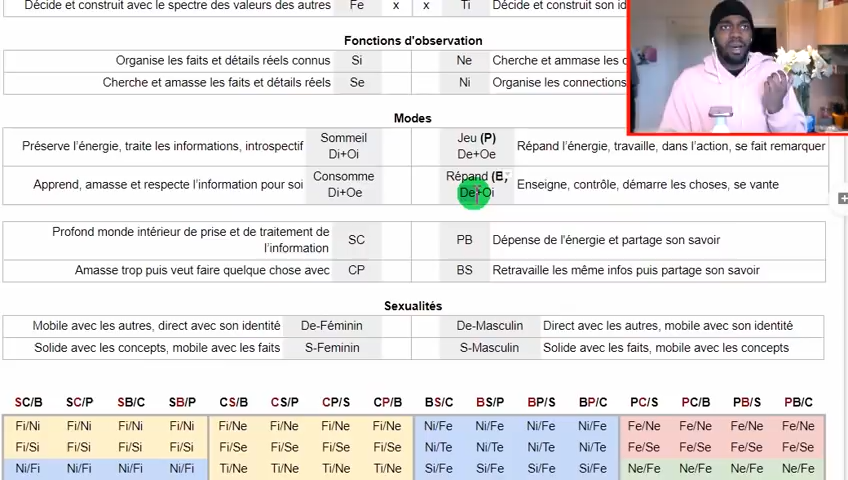 Décide et construit avec le spectre des valeurs des autres Fe x x Ti Décide et construit son
Fonctions d'observation
Organise les faits et détails réels connus Si Ne Cherche et ammase les
Cherche et amasse les faits et détails réels Se Ni Organise les connections
Modes
Préserve l'énergie, traite les informations, introspectif Sommeil Di+Oi Jeu (P) De+Oe Répand l'énergie, travaille, dans l'action, se fait remarquer
Apprend, amasse et respecte l'information pour soi Consomme Di+Oe Répand (B, De+Oi Enseigne, contrôle, démarre les choses, se vante
Profond monde intérieur de prise et de traitement de l'information SC PB Dépense de l'énergie et partage son savoir
Amasse trop puis veut faire quelque chose avec CP BS Retravaille les même infos puis partage son savoir
Sexualités
Mobile avec les autres, direct avec son identité De-Féminin De-Masculin Direct avec les autres, mobile avec son identité
Solide avec les concepts, mobile avec les faits S-Feminin S-Masculin Solide avec les faits, mobile avec les concepts
SC/B SC/P SB/C SB/P CS/B CS/P CP/S CP/B BS/C BS/P BP/S BP/C PC/S PC/B PB/S PB/C
Fi/Ni Fi/Ni Fi/Ni Fi/Ni Fi/Ne Fi/Ne Fi/Ne Fi/Ne Ni/Fe Ni/Fe Ni/Fe Ni/Fe Fe/Ne Fe/Ne Fe/Ne Fe/Ne
Fi/Si Fi/Si Fi/Si Fi/Si Fi/Se Fi/Se Fi/Se Fi/Se Ni/Te Ni/Te Ni/Te Ni/Te Fe/Se Fe/Se Fe/Se Fe/Se
Ni/Fi Ni/Fi Ni/Fi Ni/Fi Ti/Ne Ti/Ne Ti/Ne Ti/Ne Si/Fe Si/Fe Si/Fe Si/Fe Ne/Fe Ne/Fe Ne/Fe Ne/Fe